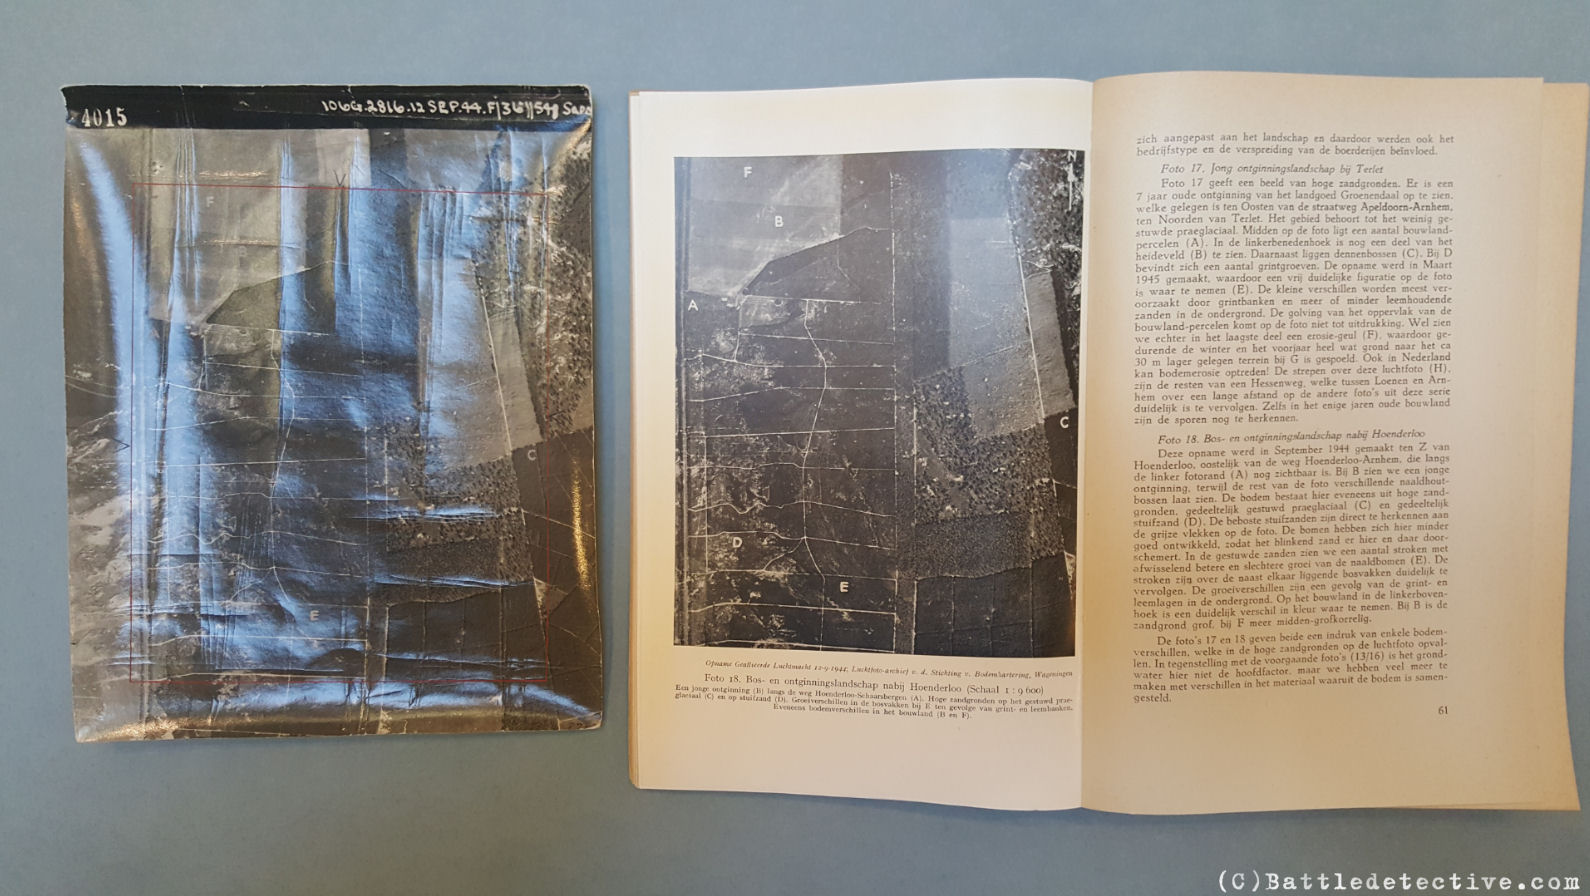 4015
106G.2816.12 SEP.44.F/36"//541
F
C
E
F
B
N
A
C
D
E
Opname Geallieerde Luchtmacht 12-9-1944, Luchtfoto-archief v. d. Stichting v. Bodemkartering, Wageningen
Foto 18. Bos- en ontginningslandschap nabij Hoenderloo (Schaal 1 : 9 600)
Een jonge ontginning (B) langs de weg Hoenderloo-Schaarsbergen (A). Hoge zandgronden op het gestuwd prae-
glaciaal (C) en op stuifzand (D). Groeiverschillen in de bosvakken bij E ten gevolge van grint- en leembanken.
Eveneens bodemverschillen in het bouwland (B en F).
zich aangepast aan het landschap en daardoor werden ook het
bedrijfstype en de verspreiding van de boerderijen beïnvloed.
Foto 17. Jong ontginningslandschap bij Terlet
Foto 17 geeft een beeld van hoge zandgronden. Er is een
7 jaar oude ontginning van het landgoed Groenendaal op te zien,
welke gelegen is ten Oosten van de straatweg Apeldoorn-Arnhem,
ten Noorden van Terlet. Het gebied behoort tot het weinig ge-
stuwde praeglaciaal. Midden op de foto ligt een aantal bouwland-
percelen (A). In de linkerbenedenhoek is nog een deel van het
heideveld (B) te zien. Daarnaast liggen dennenbossen (C). Bij D
bevindt zich een aantal grintgroeven. De opname werd in Maart
1945 gemaakt, waardoor een vrij duidelijke figuratie op de foto
is waar te nemen (E). De kleine verschillen worden meest ver-
oorzaakt door grintbanken en meer of minder leemhoudende
zanden in de ondergrond. De golving van het oppervlak van de
bouwland-percelen komt op de foto niet tot uitdrukking. Wel zien
we echter in het laagste deel een erosie-geul (F), waardoor ge-
durende de winter en het voorjaar heel wat grond naar het ca
30 m lager gelegen terrein bij G is gespoeld. Ook in Nederland
kan bodemerosie optreden! De strepen over deze luchtfoto (H),
zijn de resten van een Hessenweg, welke tussen Loenen en Arn-
hem over een lange afstand op de andere foto's uit deze serie
duidelijk is te vervolgen. Zelfs in het enige jaren oude bouwland
zijn de sporen nog te herkennen.
Foto 18. Bos- en ontginningslandschap nabij Hoenderloo
Deze opname werd in September 1944 gemaakt ten Z van
Hoenderloo, oostelijk van de weg Hoenderloo-Arnhem, die langs
de linker fotorand (A) nog zichtbaar is. Bij B zien we een jonge
ontginning, terwijl de rest van de foto verschillende naaldhout-
bossen laat zien. De bodem bestaat hier eveneens uit hoge zand-
gronden, gedeeltelijk gestuwd praeglaciaal (C) en gedeeltelijk
stuifzand (D). De beboste stuifzanden zijn direct te herkennen aan
de grijze vlekken op de foto. De bomen hebben zich hier minder
goed ontwikkeld, zodat het blinkend zand er hier en daar door-
schemert. In de gestuwde zanden zien we een aantal stroken met
afwisselend betere en slechtere groei van de naaldbomen (E). De
stroken zijn over de naast elkaar liggende bosvakken duidelijk te
vervolgen. De groeiverschillen zijn een gevolg van de grint- en
leemlagen in de ondergrond. Op het bouwland in de linkerboven-
hoek is een duidelijk verschil in kleur waar te nemen. Bij B is de
zandgrond grof, bij F meer midden-grofkorrelig.
De foto's 17 en 18 geven beide een indruk van enkele bodem-
verschillen, welke in de hoge zandgronden op de luchtfoto opval-
len. In tegenstelling met de voorgaande foto's (13/16) is het grond-
water hier niet de hoofdfactor, maar we hebben veel meer te
maken met verschillen in het materiaal waaruit de bodem is samen-
gesteld.
61
(C)Battledetective.com